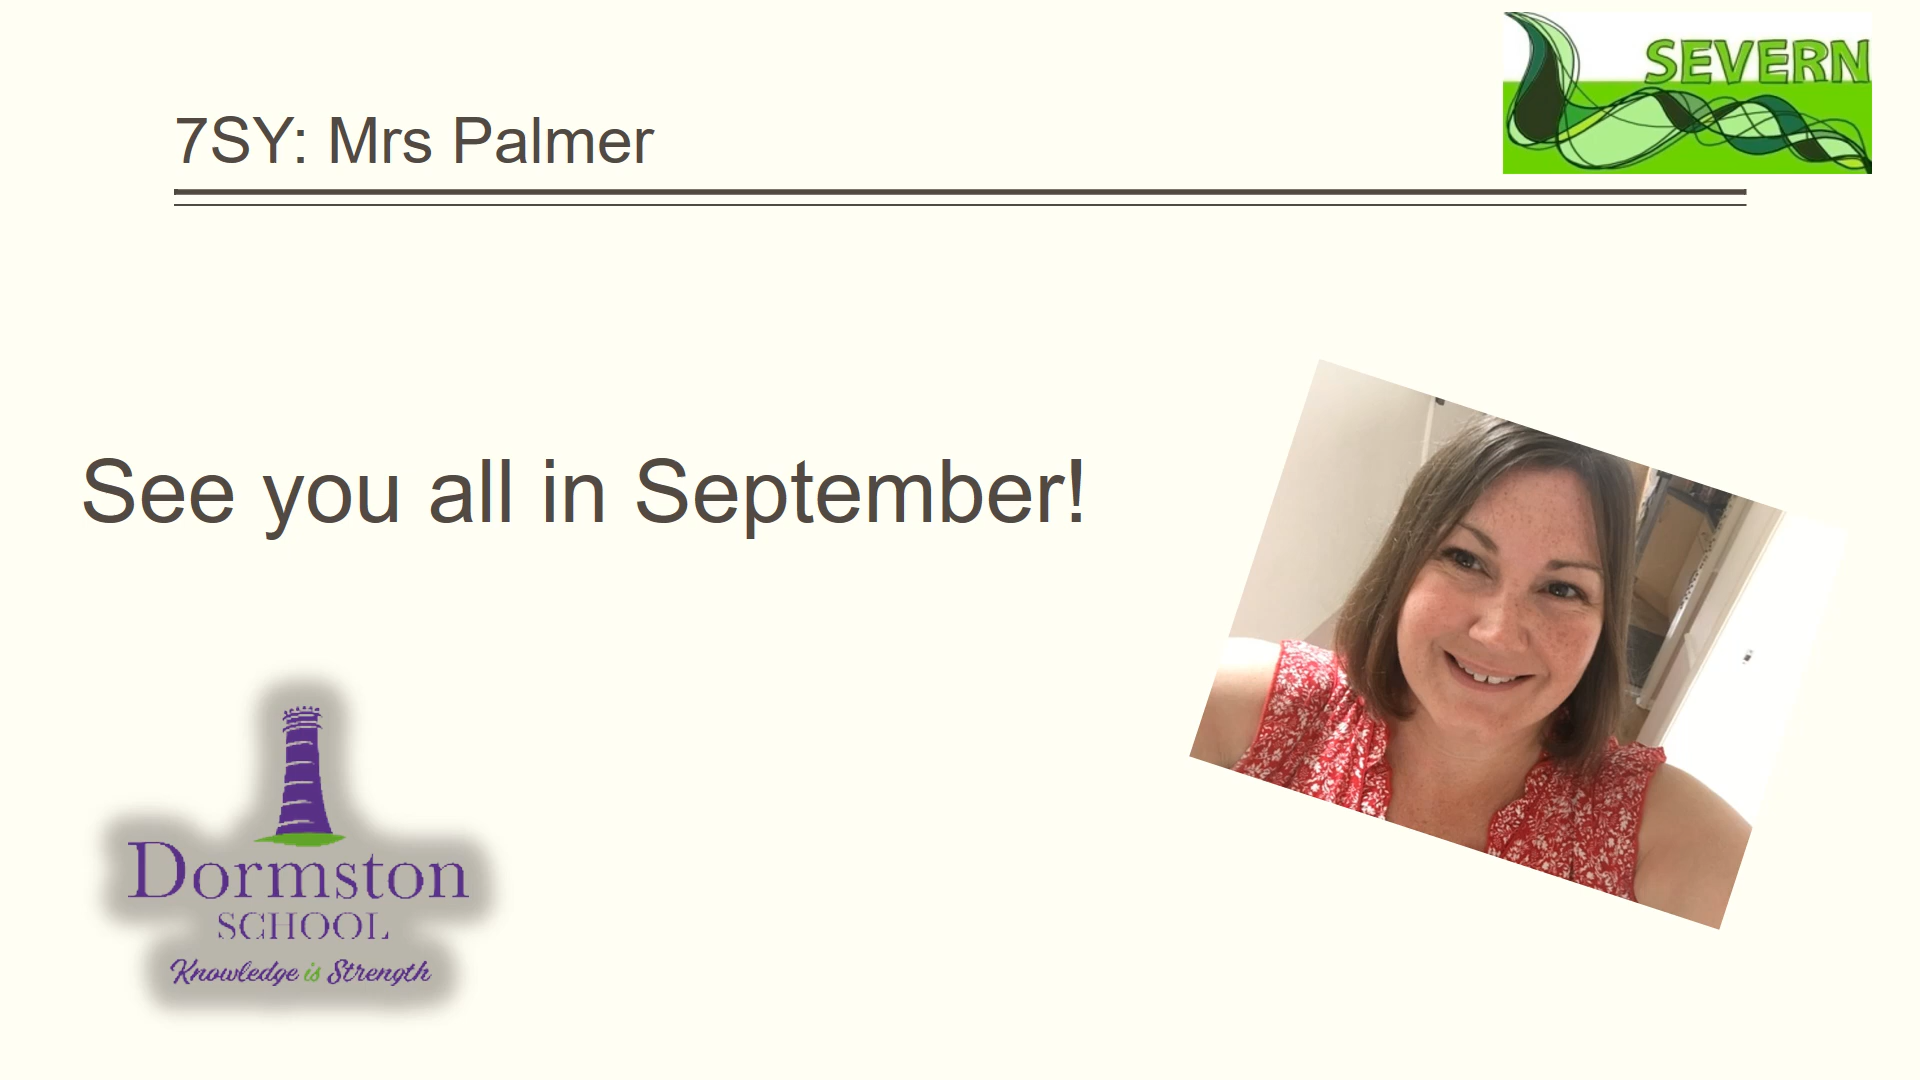 SEVERN
7SY: Mrs Palmer
See you all in September!
Dormston
SCHOOL
Knowledge is Strength